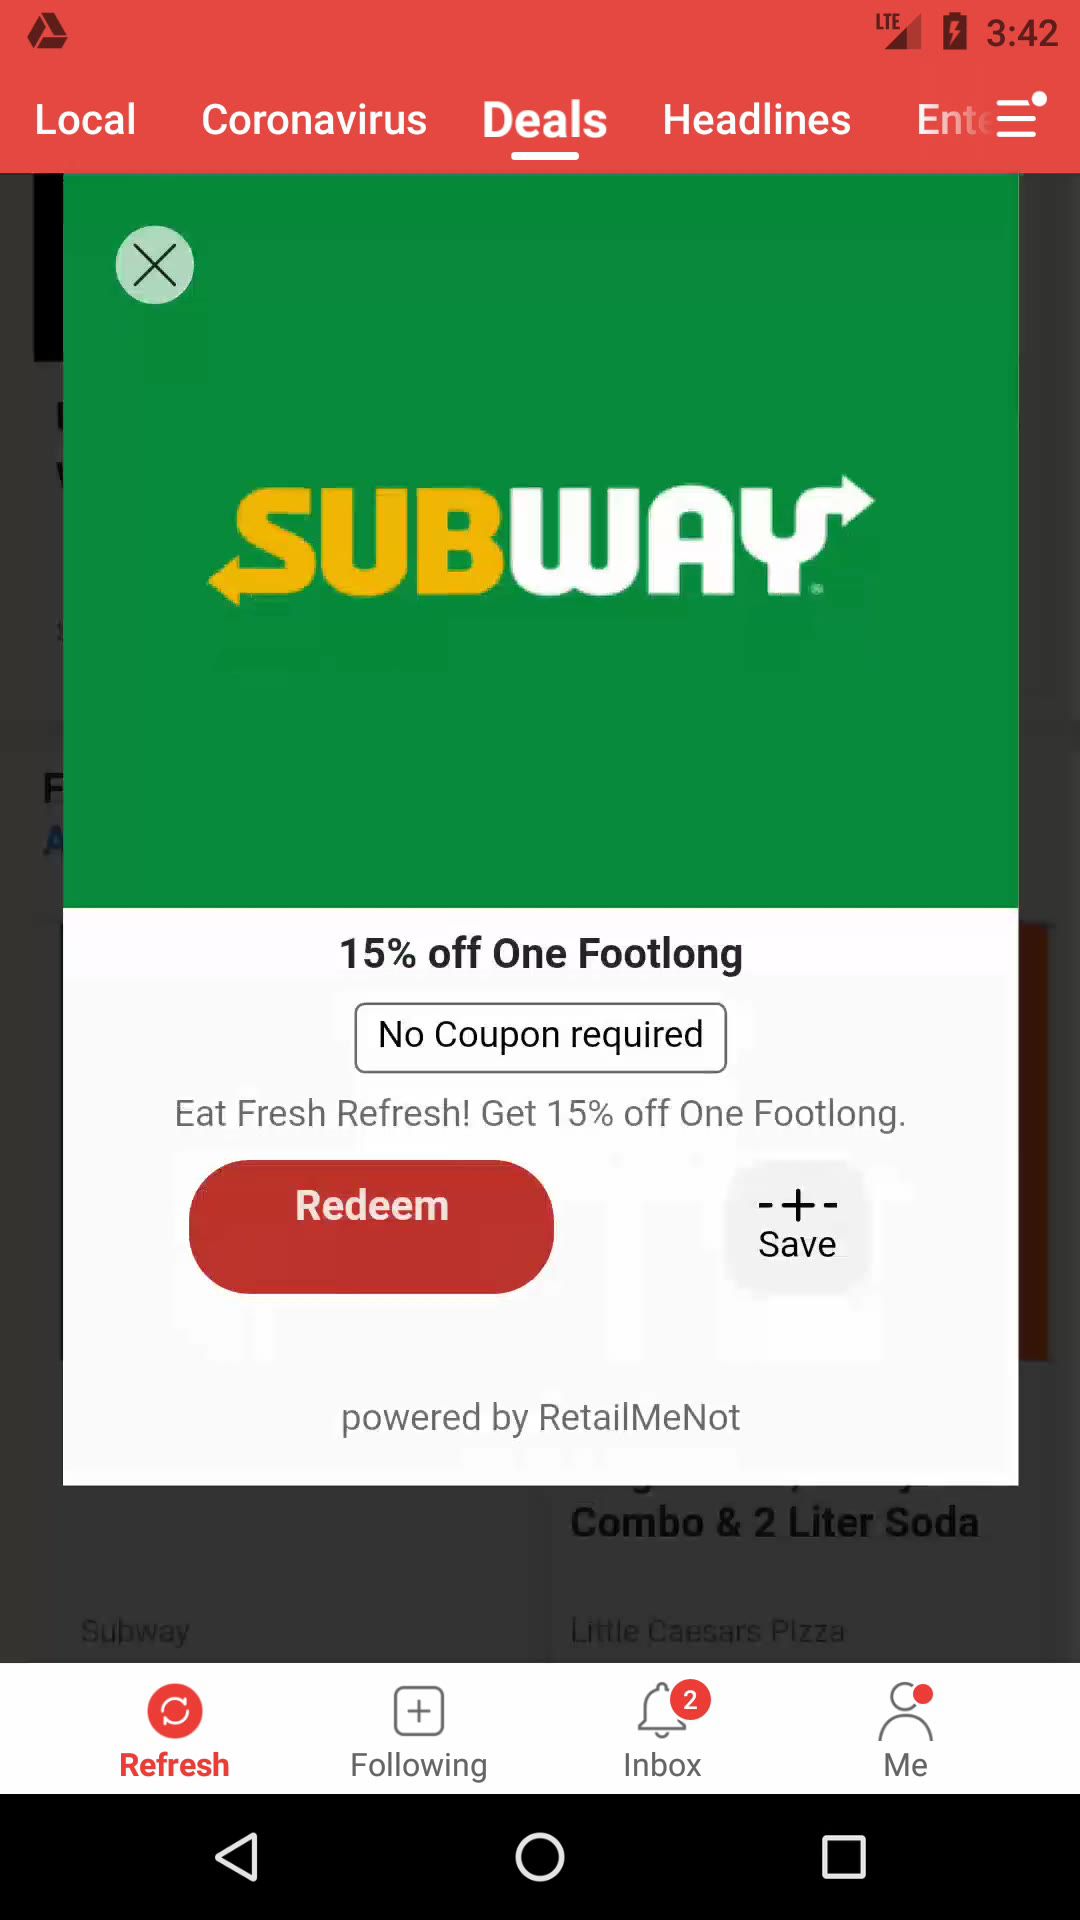 LTE 3:42
Local Coronavirus Deals Headlines Ente
SUBWAY
15% off One Footlong
No Coupon required
Eat Fresh Refresh! Get 15% off One Footlong.
Redeem
-+-
Save
powered by RetailMeNot
Combo & 2 Liter Soda
Subway Little Caesars Pizza
2
Refresh Following Inbox Me